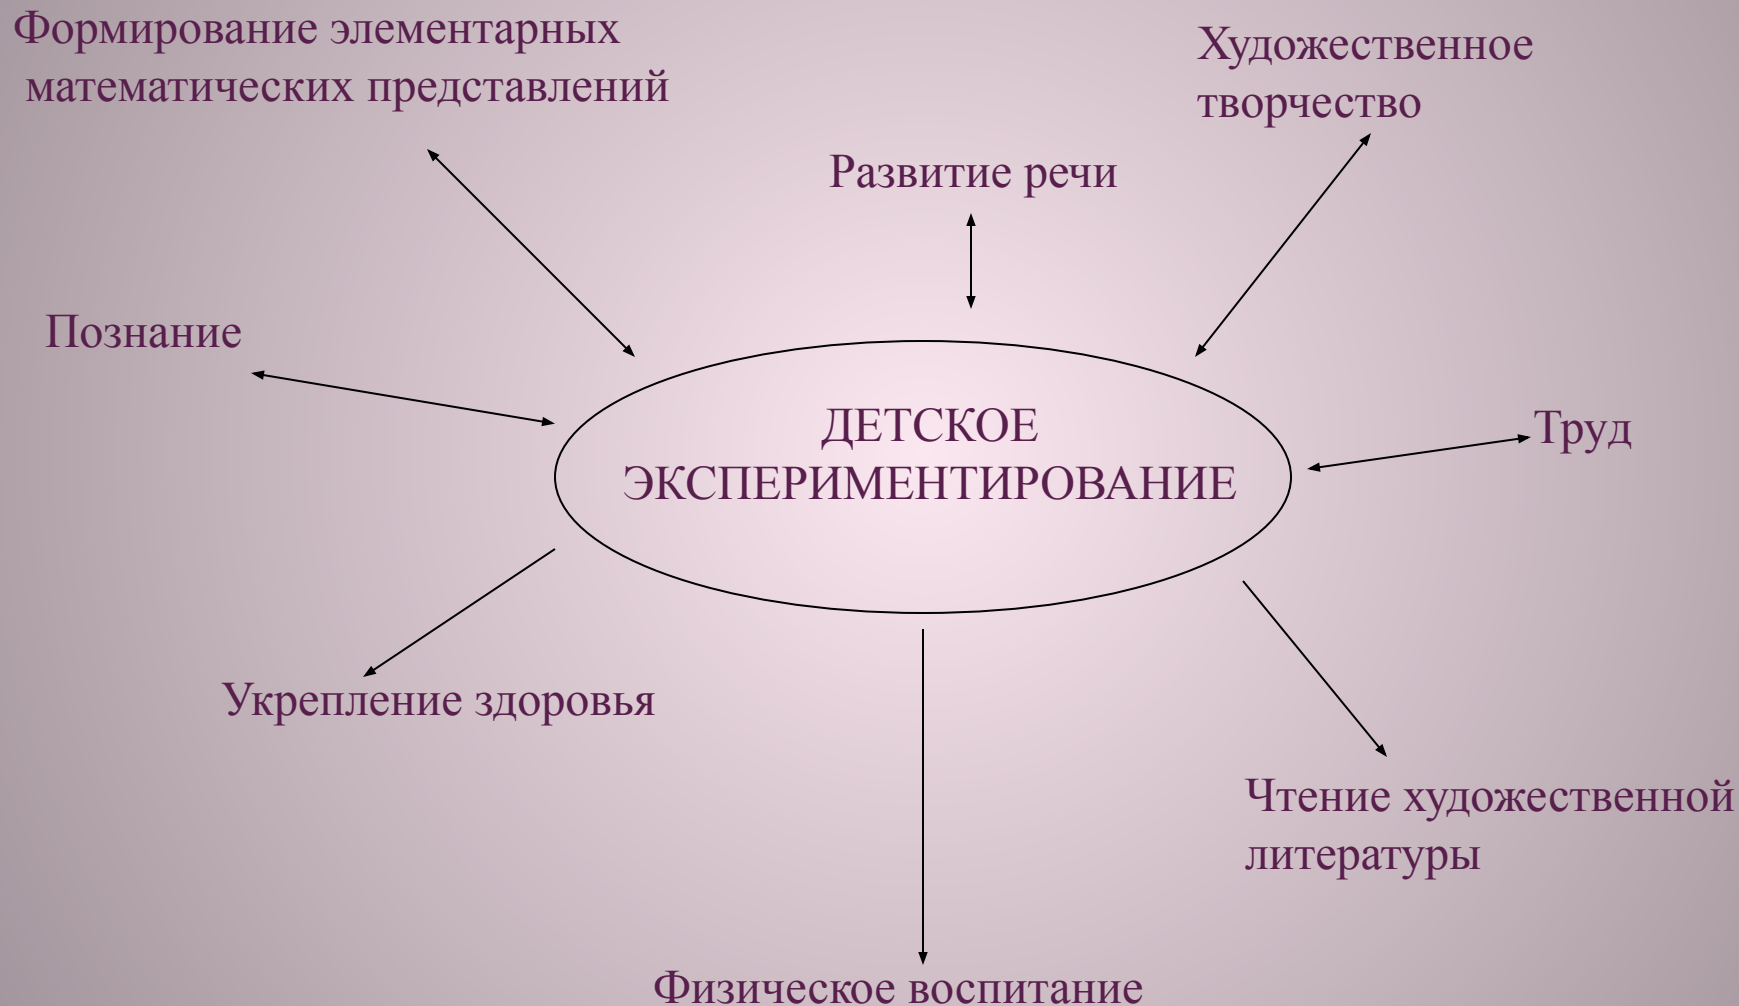 Формирование элементарных
математических представлений
Художественное
творчество
Развитие речи
Познание
ДЕТСКОЕ
ЭКСПЕРИМЕНТИРОВАНИЕ
Труд
Укрепление здоровья
Чтение художественной
литературы
Физическое воспитание